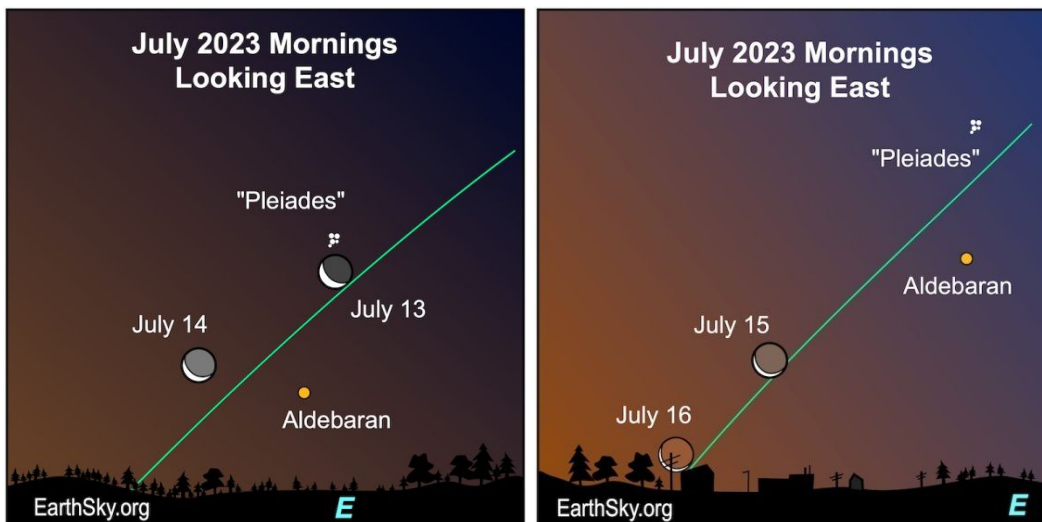 July 2023 Mornings
Looking East
"Pleiades"
July 13
July 14
Aldebaran
EarthSky.org
E
July 2023 Mornings
Looking East
"Pleiades"
Aldebaran
July 15
July 16
EarthSky.org
E